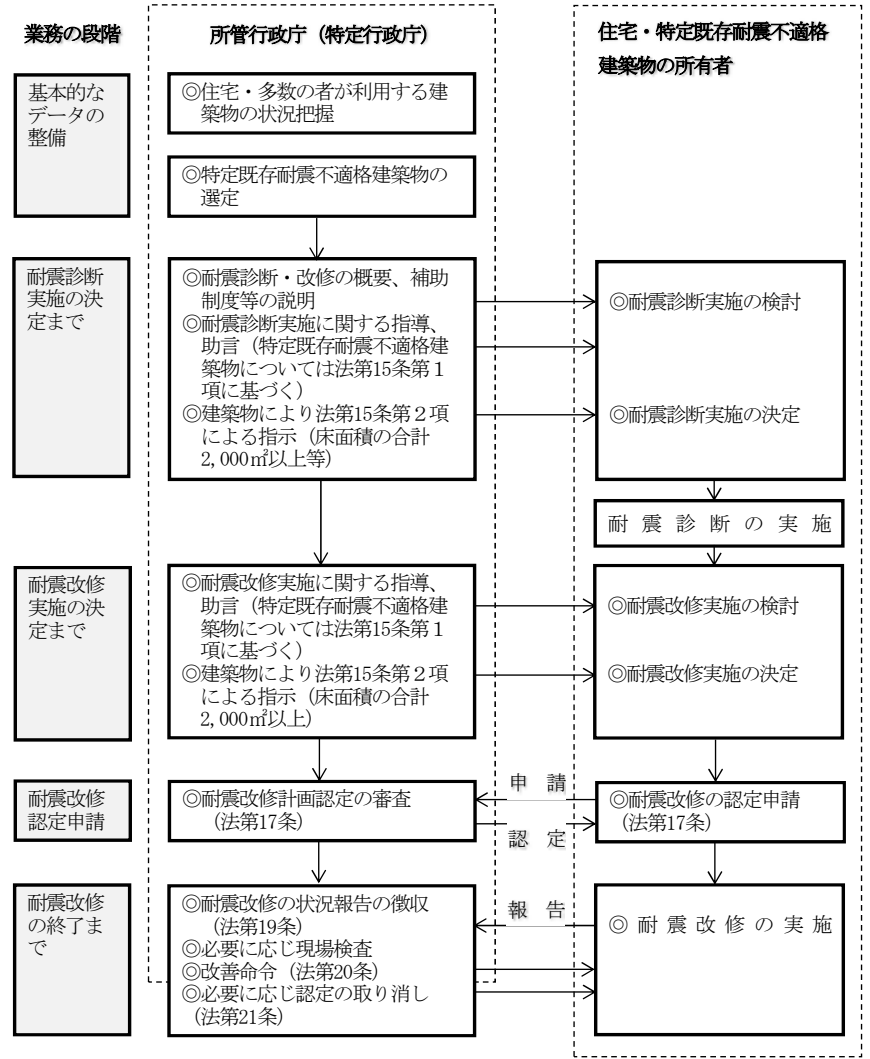 業務の段階
所管行政庁（特定行政庁）
住宅・特定既存耐震不適格
建築物の所有者
基本的な
データの
整備
◎住宅・多数の者が利用する建
築物の状況把握
◎特定既存耐震不適格建築物の
選定
耐震診断
実施の決
定まで
◎耐震診断・改修の概要、補助
制度等の説明
◎耐震診断実施に関する指導、
助言（特定既存耐震不適格建
築物については法第15条第１
項に基づく）
◎建築物により法第15条第２項
による指示（床面積の合計
2,000㎡以上等）
◎耐震診断実施の検討
◎耐震診断実施の決定
耐震診断の実施
耐震改修
実施の決
定まで
◎耐震改修実施に関する指導、
助言（特定既存耐震不適格建
築物については法第15条第１
項に基づく）
◎建築物により法第15条第２項
による指示（床面積の合計
2,000㎡以上）
◎耐震改修実施の検討
◎耐震改修実施の決定
耐震改修
認定申請
◎耐震改修計画認定の審査
（法第17条）
申　請
認　定
◎耐震改修の認定申請
（法第17条）
耐震改修
の終了ま
で
◎耐震改修の状況報告の徴収
（法第19条）
◎必要に応じ現場検査
◎改善命令（法第20条）
◎必要に応じ認定の取り消し
（法第21条）
報　告
◎耐震改修の実施